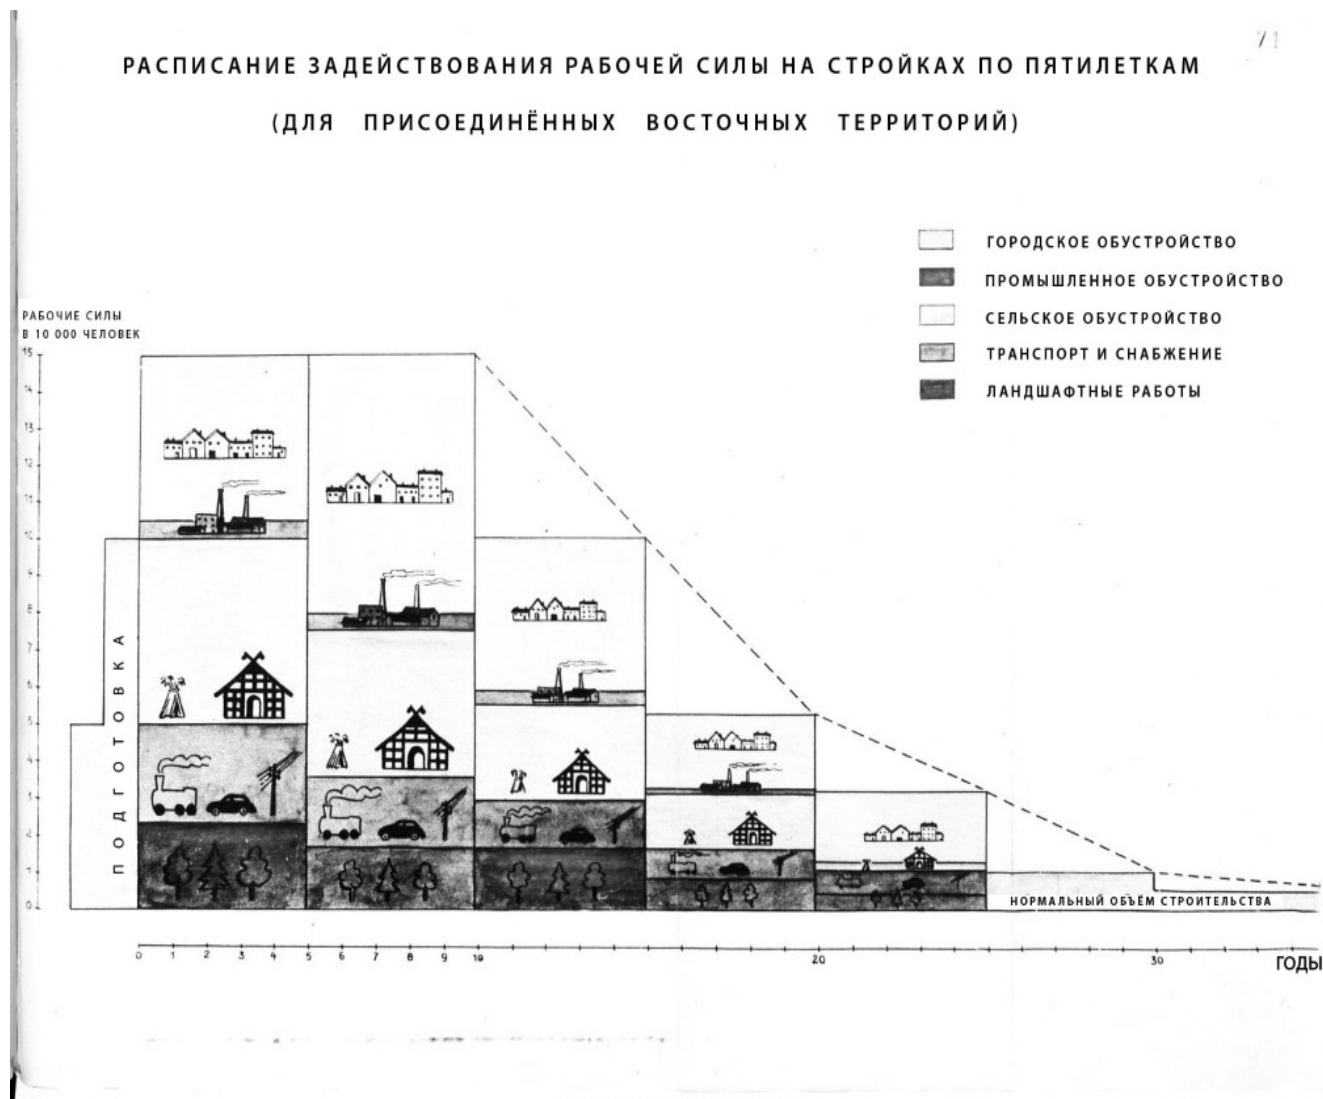 71
РАСПИСАНИЕ ЗАДЕЙСТВОВАНИЯ РАБОЧЕЙ СИЛЫ НА СТРОЙКАХ ПО ПЯТИЛЕТКАМ
(ДЛЯ ПРИСОЕДИНЁННЫХ ВОСТОЧНЫХ ТЕРРИТОРИЙ)
ГОРОДСКОЕ ОБУСТРОЙСТВО
ПРОМЫШЛЕННОЕ ОБУСТРОЙСТВО
СЕЛЬСКОЕ ОБУСТРОЙСТВО
ТРАНСПОРТ И СНАБЖЕНИЕ
ЛАНДШАФТНЫЕ РАБОТЫ
РАБОЧИЕ СИЛЫ
В 10 000 ЧЕЛОВЕК
15
14
13
12
11
10
9
8
7
6
5
4
3
2
1
0
ПОДГОТОВКА
НОРМАЛЬНЫЙ ОБЪЁМ СТРОИТЕЛЬСТВА
0 1 2 3 4 5 6 7 8 9 10 20 30 ГОДЫ